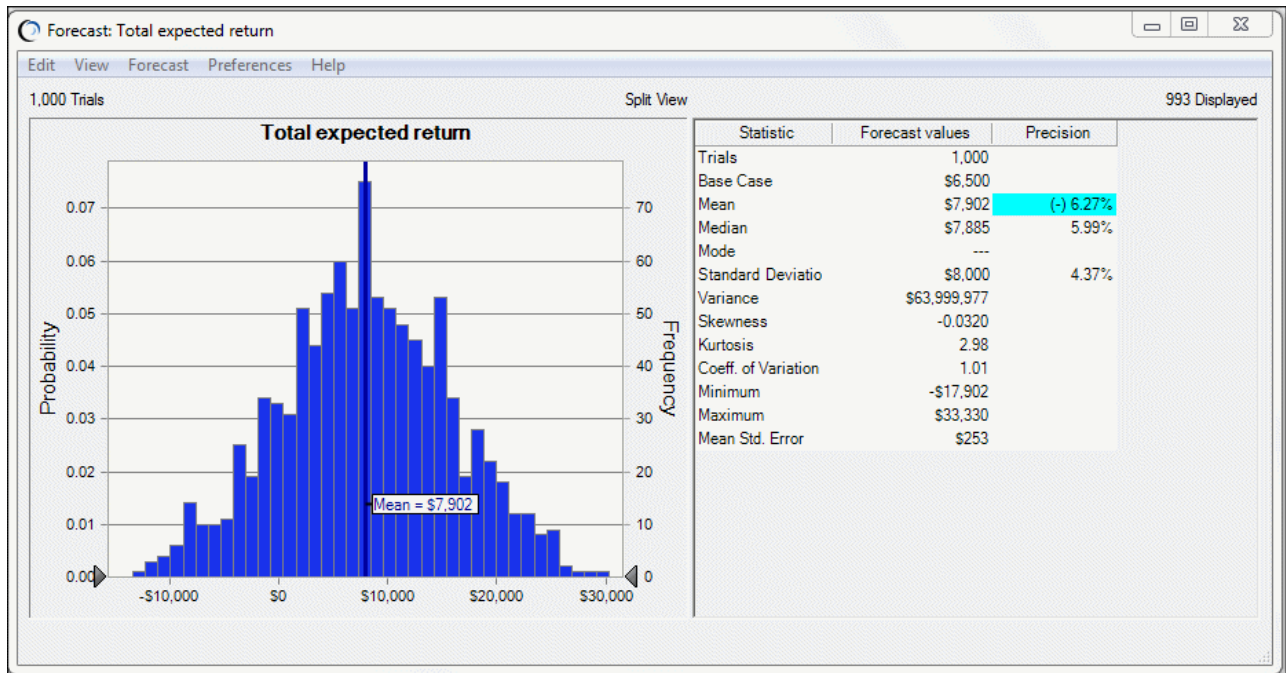 Forecast: Total expected return
Edit View Forecast Preferences Help
1,000 Trials Split View 993 Displayed
Total expected return
Probability
0.07
0.06
0.05
0.04
0.03
0.02
0.01
0.00
Mean = $7,902
70
60
50
40
30
20
10
0
Frequency
-$10,000 $0 $10,000 $20,000 $30,000
Statistic Forecast values Precision
Trials 1,000
Base Case $6,500
Mean $7,902 (-) 6.27%
Median $7,885 5.99%
Mode ---
Standard Deviatio $8,000 4.37%
Variance $63,999,977
Skewness -0.0320
Kurtosis 2.98
Coeff. of Variation 1.01
Minimum -$17,902
Maximum $33,330
Mean Std. Error $253